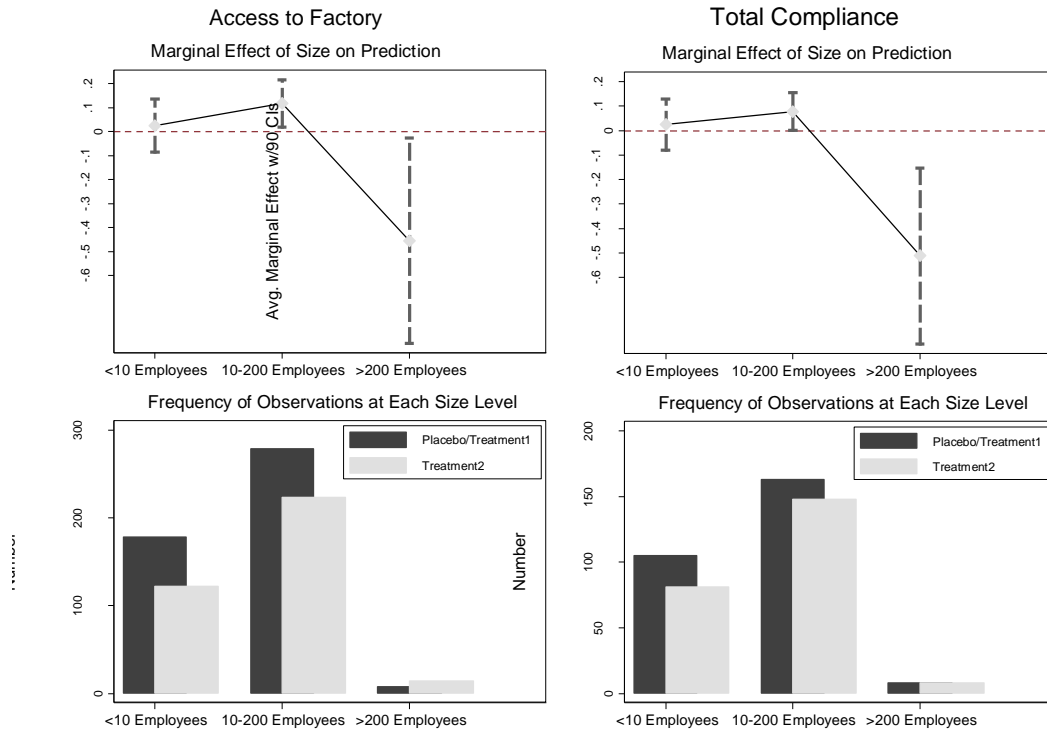 Access to Factory
Marginal Effect of Size on Prediction
.2
.1
0
-.1
-.2
-.3
-.4
-.5
-.6
Avg. Marginal Effect w/90 CIs
<10 Employees 10-200 Employees >200 Employees
Total Compliance
Marginal Effect of Size on Prediction
.2
.1
0
-.1
-.2
-.3
-.4
-.5
-.6
<10 Employees 10-200 Employees >200 Employees
Frequency of Observations at Each Size Level
300
200
100
0
Placebo/Treatment1
Treatment2
<10 Employees 10-200 Employees >200 Employees
Frequency of Observations at Each Size Level
Number
200
150
100
50
0
Placebo/Treatment1
Treatment2
<10 Employees 10-200 Employees >200 Employees